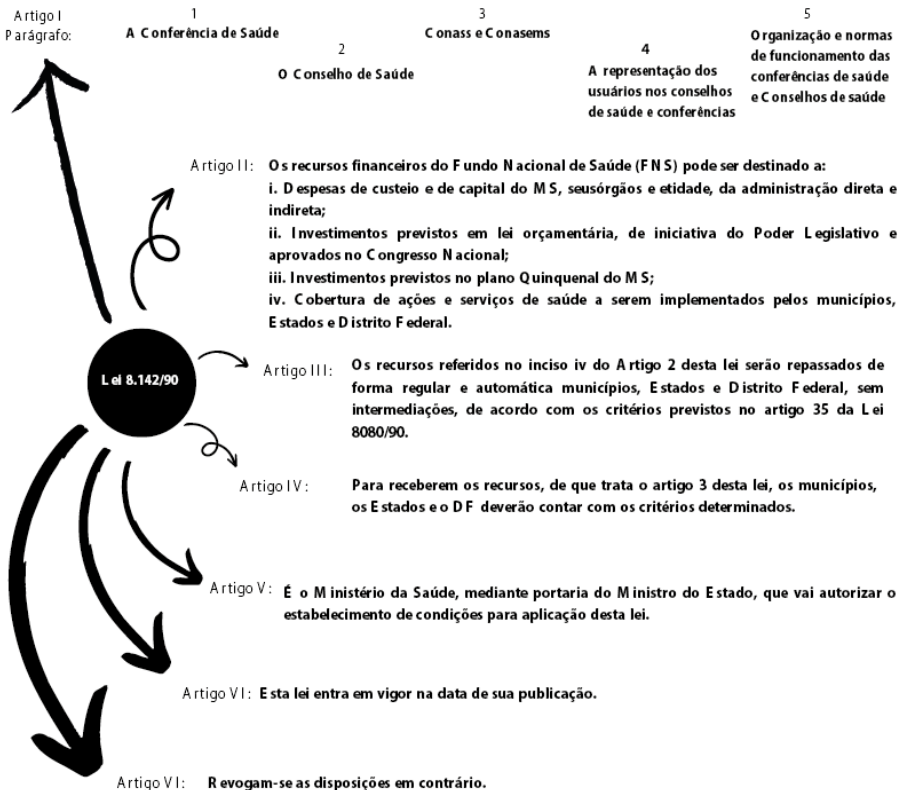 Artigo I
Parágrafo:
1
A Conferência de Saúde
2
O Conselho de Saúde
3
Conass e Conasems
4
A representação dos
usuários nos conselhos
de saúde e conferências
5
Organização e normas
de funcionamento das
conferências de saúde
e Conselhos de saúde
Artigo II: Os recursos financeiros do Fundo Nacional de Saúde (FNS) pode ser destinado a:
i. Despesas de custeio e de capital do MS, seusórgãos e etidade, da administração direta e
indireta;
ii. Investimentos previstos em lei orçamentária, de iniciativa do Poder Legislativo e
aprovados no Congresso Nacional;
iii. Investimentos previstos no plano Quinquenal do MS;
iv. Cobertura de ações e serviços de saúde a serem implementados pelos municípios,
Estados e Distrito Federal.
Lei 8.142/90
Artigo III: Os recursos referidos no inciso iv do Artigo 2 desta lei serão repassados de
forma regular e automática municípios, Estados e Distrito Federal, sem
intermediações, de acordo com os critérios previstos no artigo 35 da Lei
8080/90.
Artigo IV: Para receberem os recursos, de que trata o artigo 3 desta lei, os municípios,
os Estados e o DF deverão contar com os critérios determinados.
Artigo V: É o Ministério da Saúde, mediante portaria do Ministro do Estado, que vai autorizar o
estabelecimento de condições para aplicação desta lei.
Artigo VI: Esta lei entra em vigor na data de sua publicação.
Artigo VI: Revogam-se as disposições em contrário.